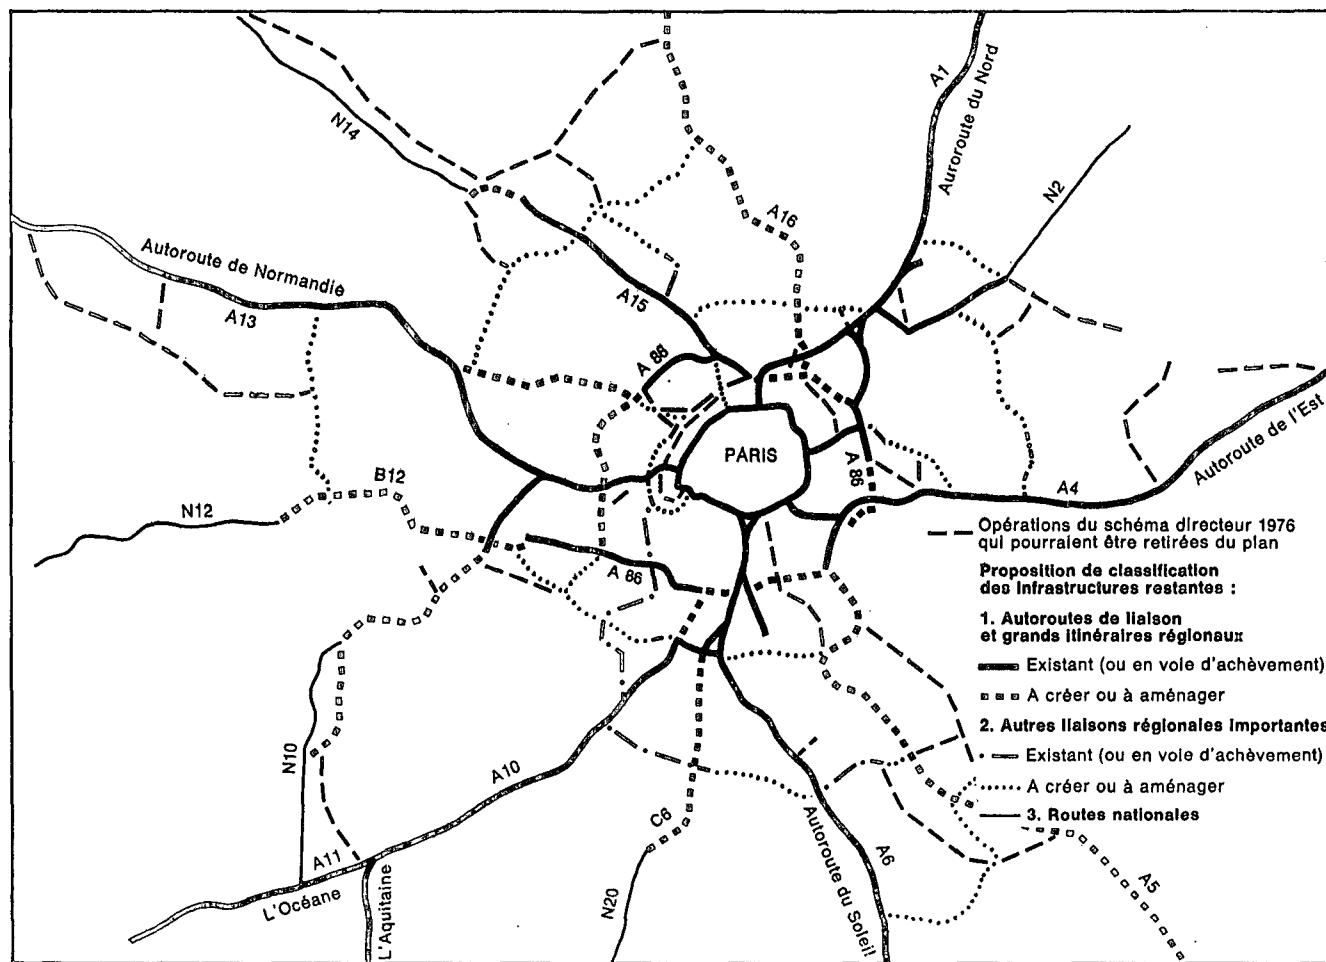 A1
Auroroute du Nord
N14
N2
A16
Autoroute de Normandie
A13
A15
A 86
PARIS
A 86
Autoroute de l'Est
A4
B12
N12
A 86
N10
A10
A11
L'Océane
L'Aquitaine
C6
N20
Autoroute du Soleil
A6
A5
Opérations du schéma directeur 1976
qui pourraient être retirées du plan
Proposition de classification
des infrastructures restantes :
1. Autoroutes de liaison
et grands itinéraires régionaux
Existant (ou en voie d'achèvement)
A créer ou à aménager
2. Autres liaisons régionales importantes
Existant (ou en voie d'achèvement)
A créer ou à aménager
3. Routes nationales